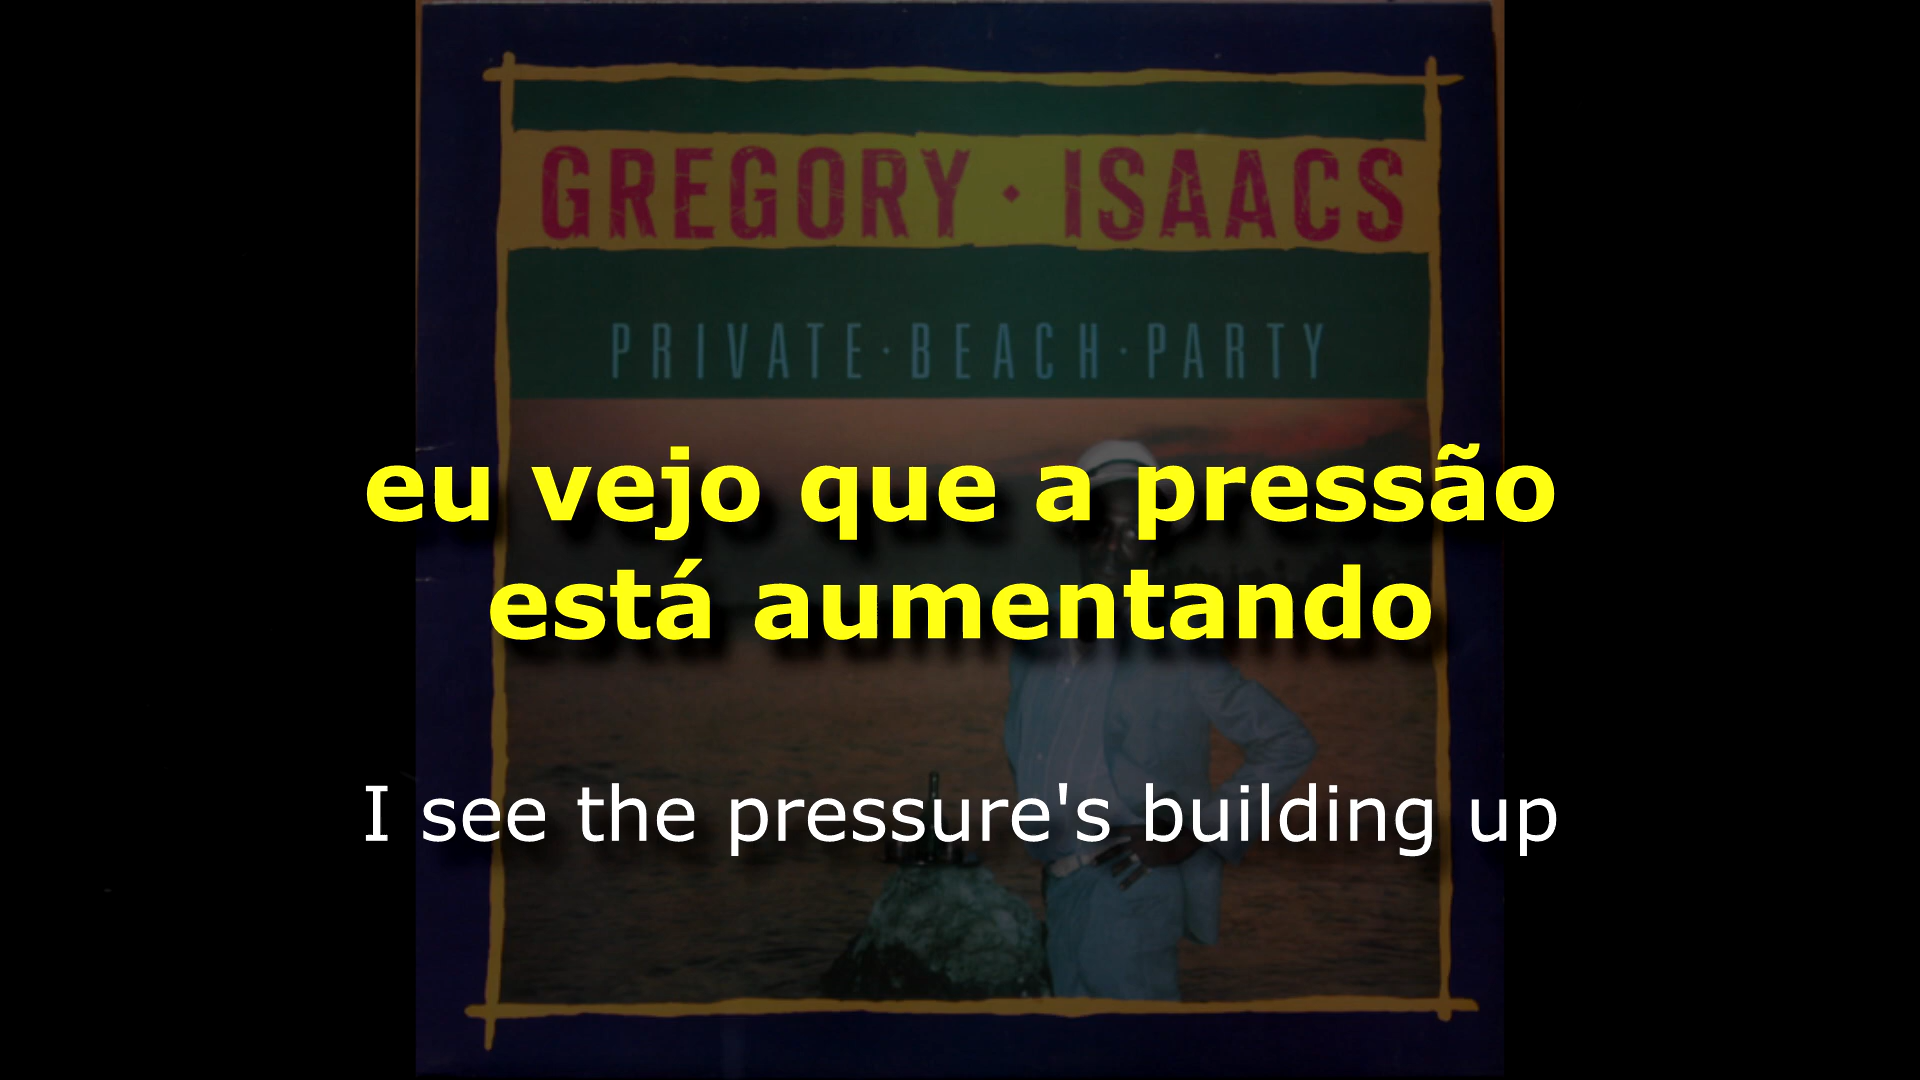 GREGORY · ISAACS
PRIVATE · BEACH · PARTY
eu vejo que a pressão
está aumentando
I see the pressure's building up